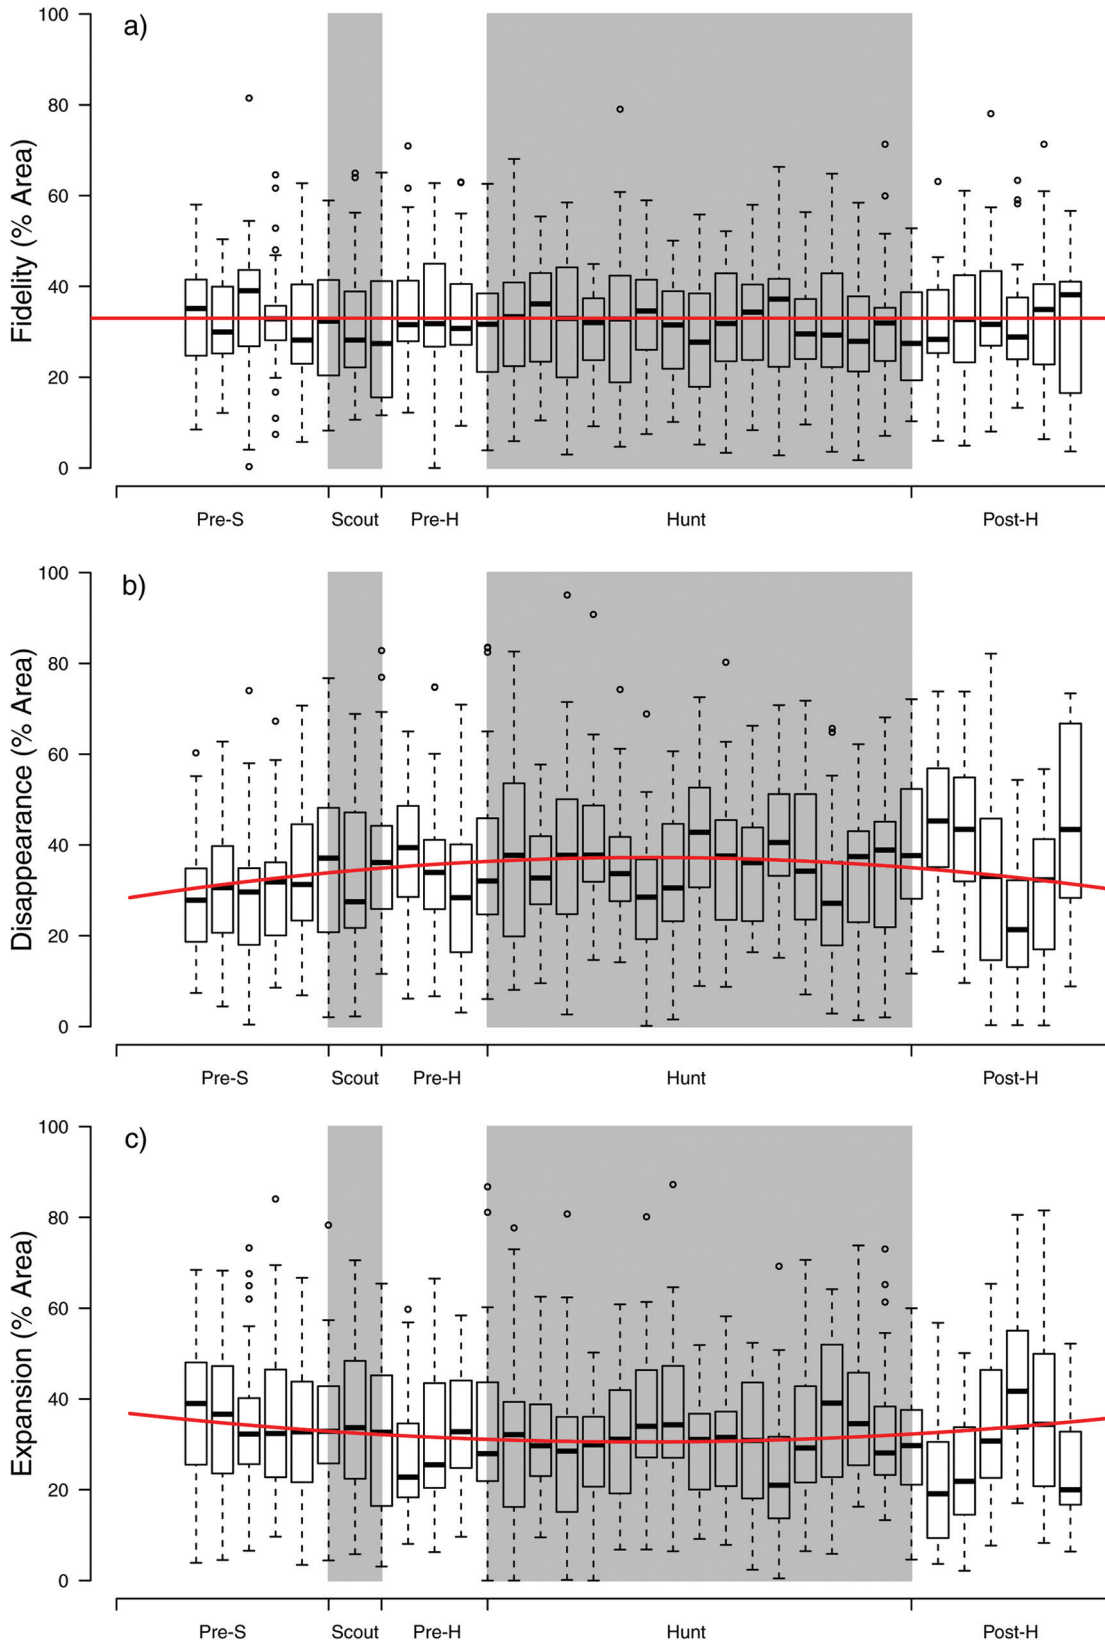 a)
100
80
60
40
20
0
Fidelity (% Area)
Pre-S Scout Pre-H Hunt Post-H
b)
100
80
60
40
20
0
Disappearance (% Area)
Pre-S Scout Pre-H Hunt Post-H
c)
100
80
60
40
20
0
Expansion (% Area)
Pre-S Scout Pre-H Hunt Post-H